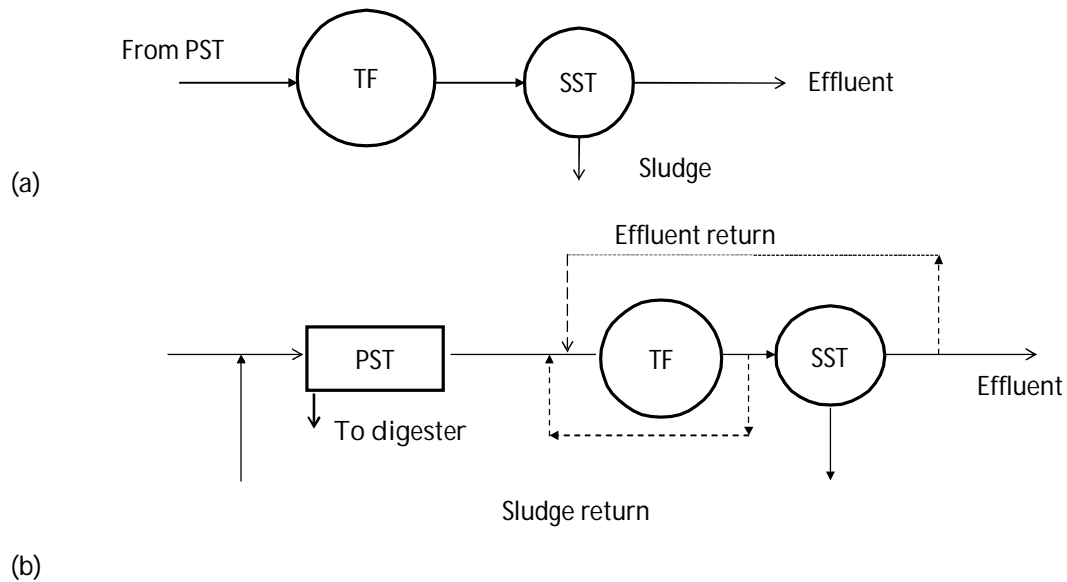 From PST
TF
SST
Effluent
Sludge
(a)
Effluent return
PST
TF
SST
Effluent
To digester
Sludge return
(b)